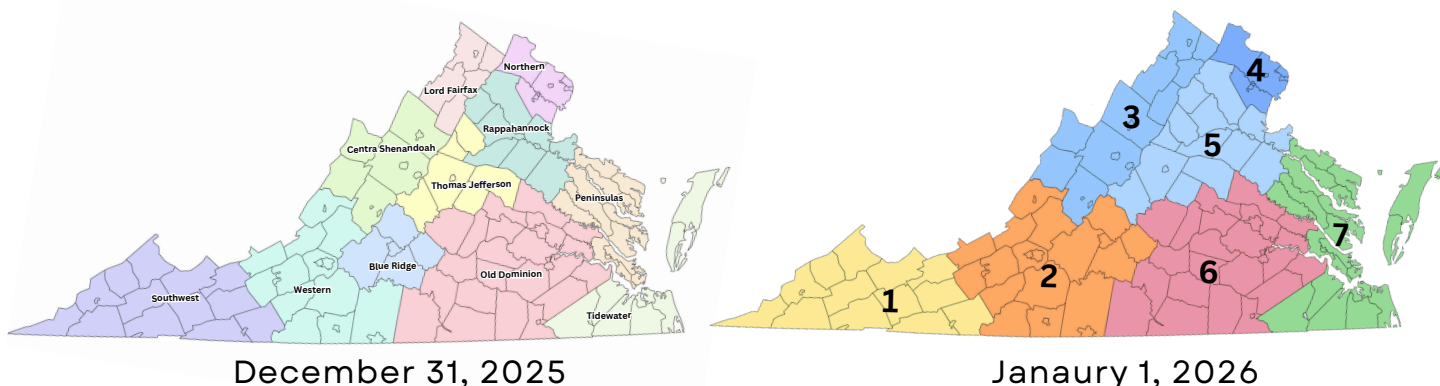 Northern
Lord Fairfax
Rappahannock
Centra Shenandoah
Thomas Jefferson
Peninsulas
Blue Ridge
Old Dominion
Western
Southwest
Tidewater
December 31, 2025
4
3
5
7
2
6
1
Janaury 1, 2026